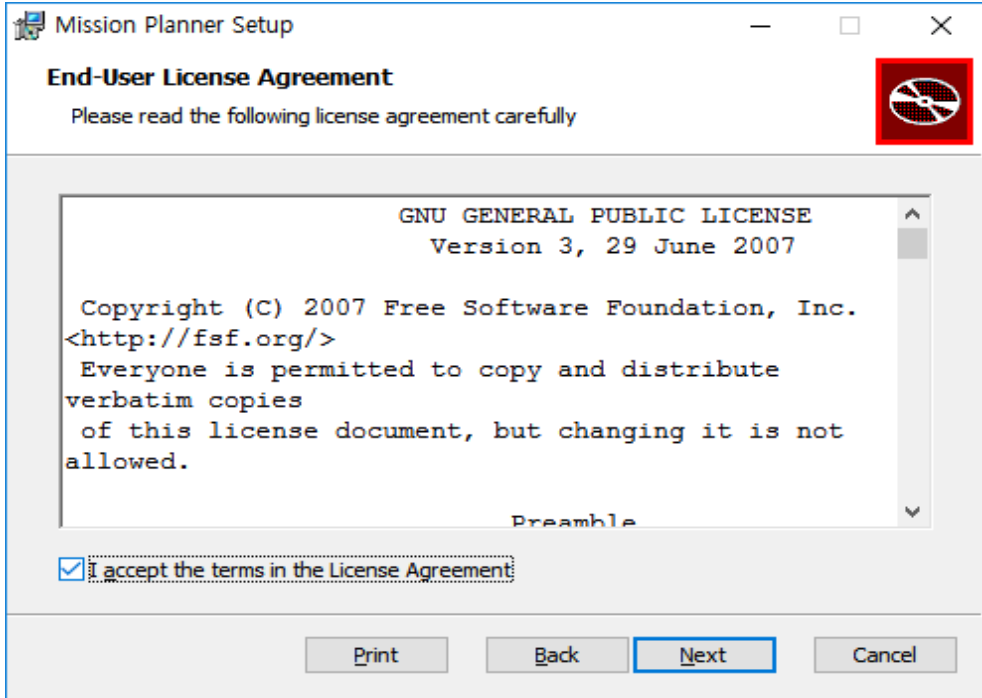 Mission Planner Setup
End-User License Agreement
Please read the following license agreement carefully
GNU GENERAL PUBLIC LICENSE
Version 3, 29 June 2007
Copyright (C) 2007 Free Software Foundation, Inc.
<http://fsf.org/>
Everyone is permitted to copy and distribute
verbatim copies
of this license document, but changing it is not
allowed.
Preamble
I accept the terms in the License Agreement
Print
Back
Next
Cancel